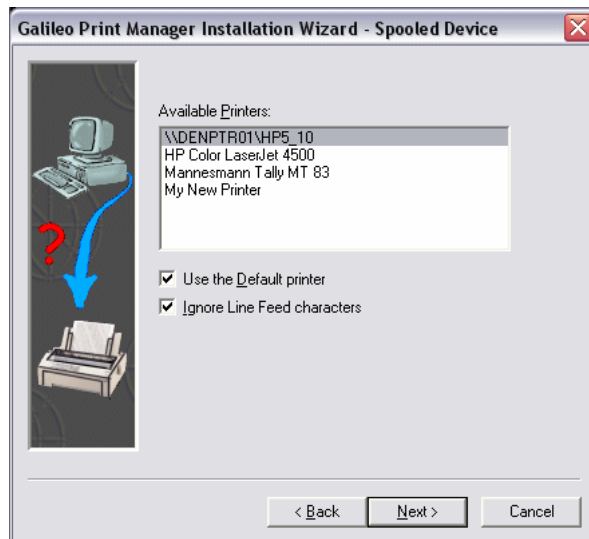 Galileo Print Manager Installation Wizard - Spooled Device
Available Printers:
\\DENPTR01\HP5_10
HP Color LaserJet 4500
Mannesmann Tally MT 83
My New Printer
Use the Default printer
Ignore Line Feed characters
?
< Back Next > Cancel